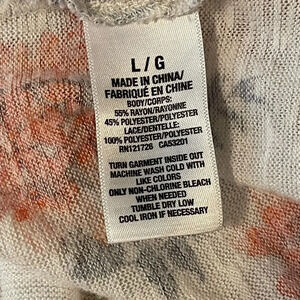 L / G
MADE IN CHINA/
FABRIQUÉ EN CHINE
BODY/CORPS:
55% RAYON/RAYONNE
45% POLYESTER/POLYESTER
LACE/DENTELLE:
100% POLYESTER/POLYESTER
RN121726 CA53201
TURN GARMENT INSIDE OUT
MACHINE WASH COLD WITH
LIKE COLORS
ONLY NON-CHLORINE BLEACH
WHEN NEEDED
TUMBLE DRY LOW
COOL IRON IF NECESSARY